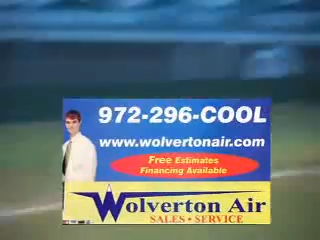 972-296-COOL
www.wolvertonair.com
Free Estimates
Financing Available
Wolverton Air
SALES • SERVICE